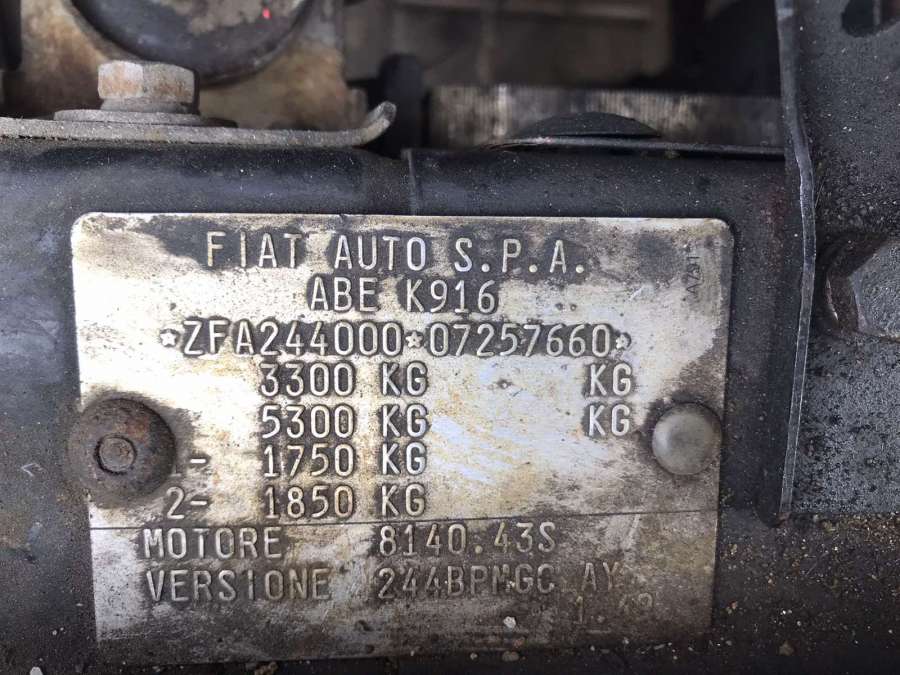 FIAT AUTO S.P.A.
ABE K916
*ZFA244000*07257660*
3300 KG KG
5300 KG KG
1- 1750 KG
2- 1850 KG
MOTORE 8140.43S
VERSIONE 244BPMGC AY